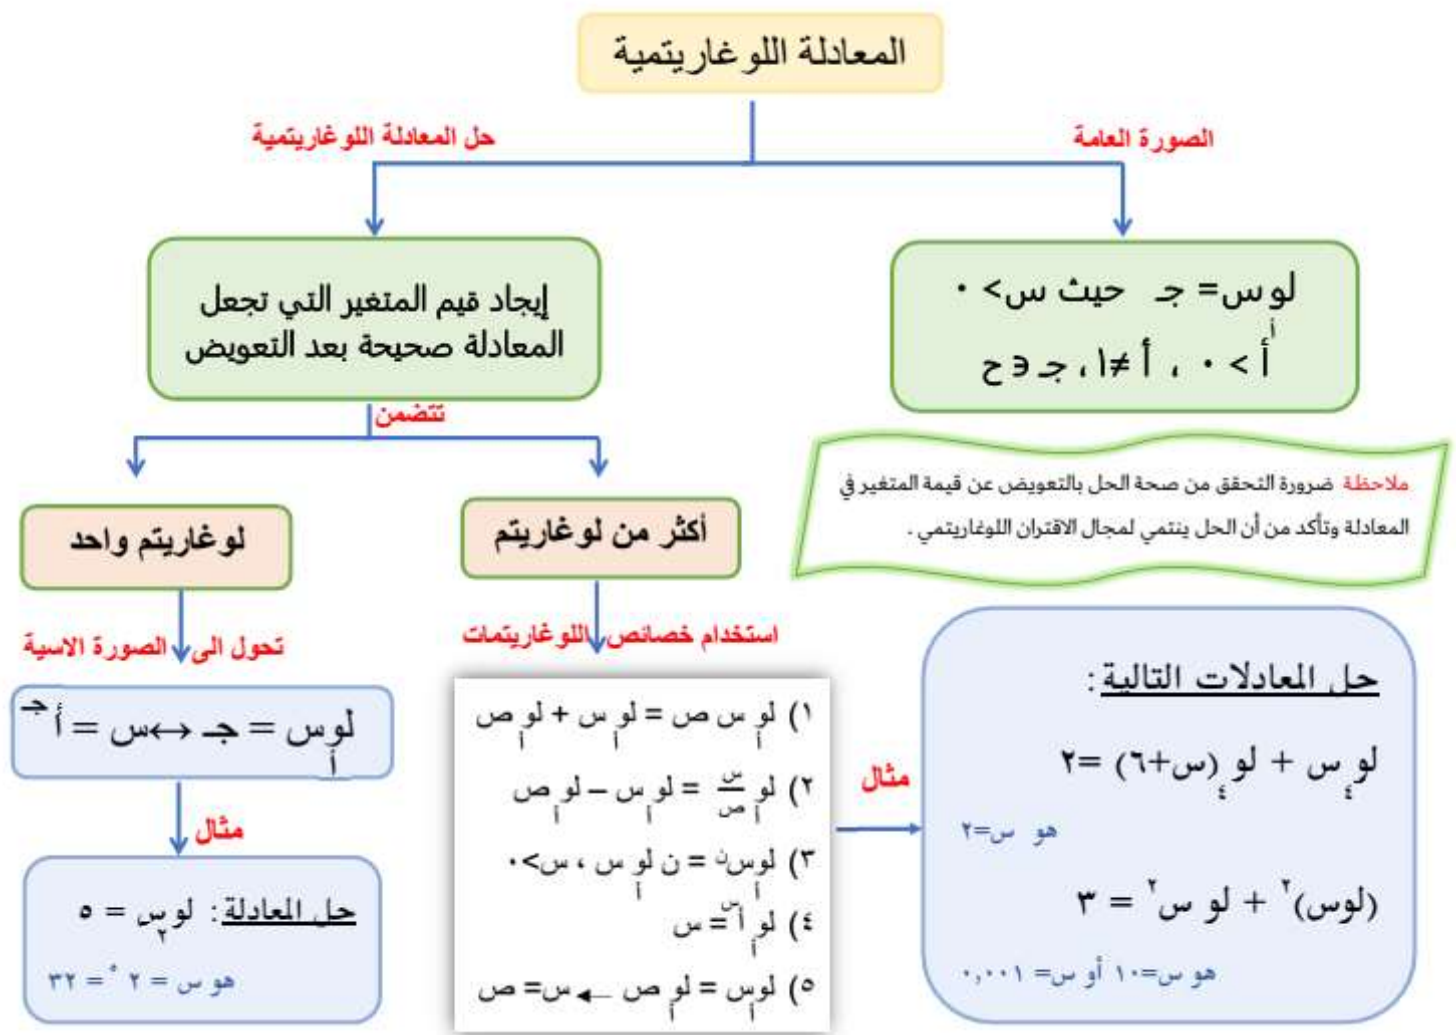 المعادلة اللوغاريتمية
الصورة العامة
لو س = جـ حيث س > ٠
أ
أ > ٠ ، أ ≠ ١ ، جـ ∈ ح
ملاحظة ضرورة التحقق من صحة الحل بالتعويض عن قيمة المتغير في
المعادلة وتأكد من أن الحل ينتمي لمجال الاقتران اللوغاريتمي .
حل المعادلة اللوغاريتمية
إيجاد قيم المتغير التي تجعل
المعادلة صحيحة بعد التعويض
تتضمن
أكثر من لوغاريتم
استخدام خصائص اللوغاريتمات
١) لوأ س ص = لوأ س + لوأ ص
٢) لوأ س/ص = لوأ س – لوأ ص
٣) لوأ س^ن = ن لوأ س ، س>٠
٤) لوأ أ^س = س
٥) لوأ س = لوأ ص ← س= ص
مثال
حل المعادلات التالية:
لو٤ س + لو٤ (س+٦) =٢
هو س=٢
(لوس)^٢ + لو س^٢ = ٣
هو س=١٠ أو س= ٠,٠٠١
لوغاريتم واحد
تحول الى الصورة الاسية
لوأ س = جـ ↔ س = أ^جـ
مثال
حل المعادلة: لو٢ س = ٥
هو س = ٢^٥ = ٣٢